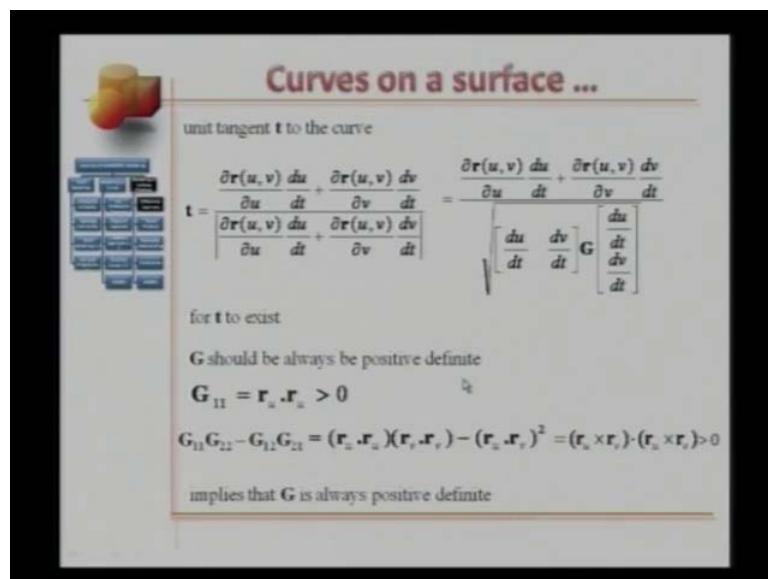 Curves on a surface ...
unit tangent t to the curve
t = (∂r(u,v)/∂u du/dt + ∂r(u,v)/∂v dv/dt) / |∂r(u,v)/∂u du/dt + ∂r(u,v)/∂v dv/dt| = (∂r(u,v)/∂u du/dt + ∂r(u,v)/∂v dv/dt) / √([du/dt dv/dt] G [du/dt dv/dt])
for t to exist
G should be always be positive definite
G₁₁ = rᵤ.rᵤ > 0
G₁₁G₂₂ − G₁₂G₂₁ = (rᵤ.rᵤ)(rᵥ.rᵥ) − (rᵤ.rᵥ)² = (rᵤ×rᵥ)·(rᵤ×rᵥ)>0
implies that G is always positive definite